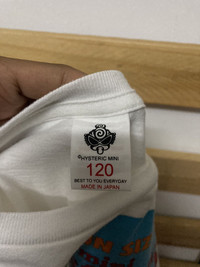 ®HYSTERIC MINI
120
BEST TO YOU EVERYDAY
MADE IN JAPAN